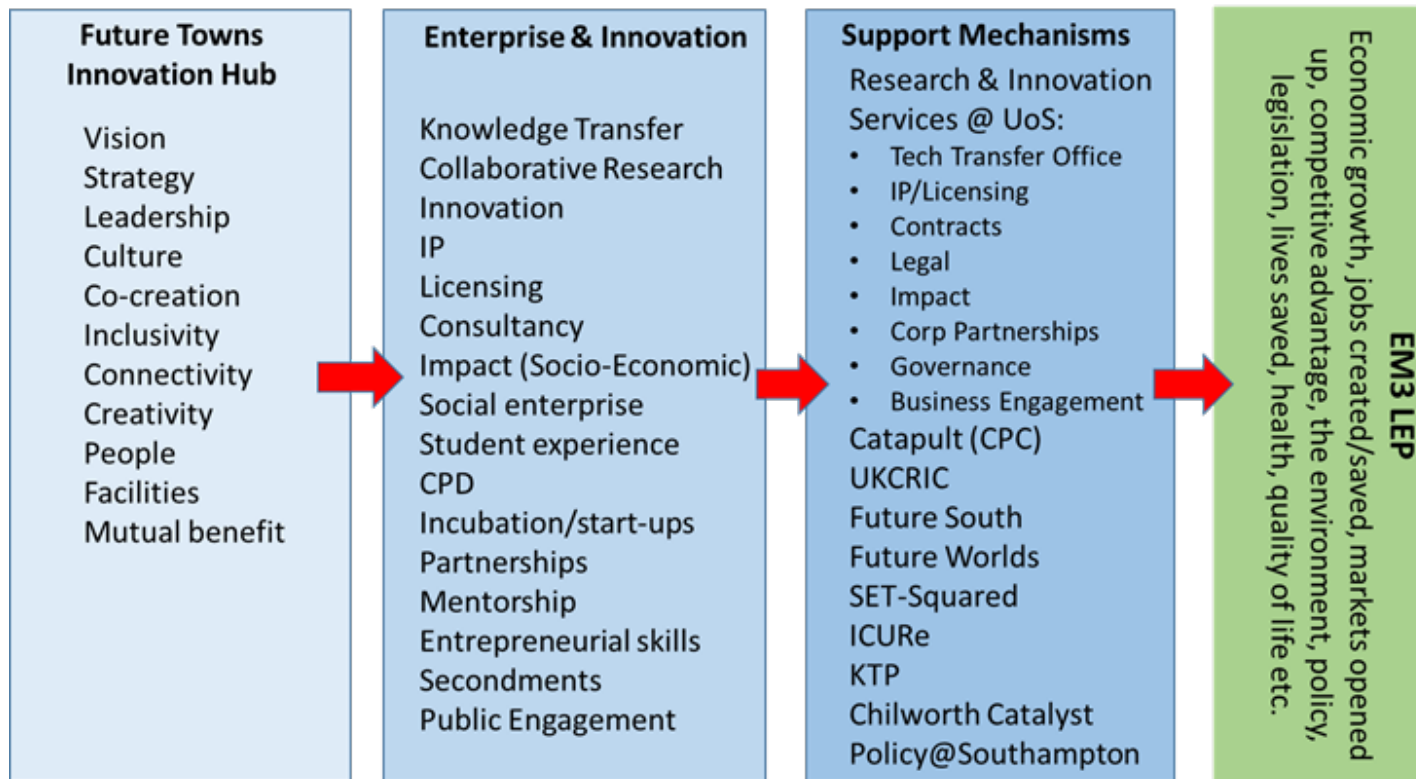 Future Towns
Innovation Hub
Vision
Strategy
Leadership
Culture
Co-creation
Inclusivity
Connectivity
Creativity
People
Facilities
Mutual benefit
Enterprise & Innovation
Knowledge Transfer
Collaborative Research
Innovation
IP
Licensing
Consultancy
Impact (Socio-Economic)
Social enterprise
Student experience
CPD
Incubation/start-ups
Partnerships
Mentorship
Entrepreneurial skills
Secondments
Public Engagement
Support Mechanisms
Research & Innovation
Services @ UoS:
• Tech Transfer Office
• IP/Licensing
• Contracts
• Legal
• Impact
• Corp Partnerships
• Governance
• Business Engagement
Catapult (CPC)
UKCRIC
Future South
Future Worlds
SET-Squared
ICURe
KTP
Chilworth Catalyst
Policy@Southampton
EM3 LEP
Economic growth, jobs created/saved, markets opened
up, competitive advantage, the environment, policy,
legislation, lives saved, health, quality of life etc.